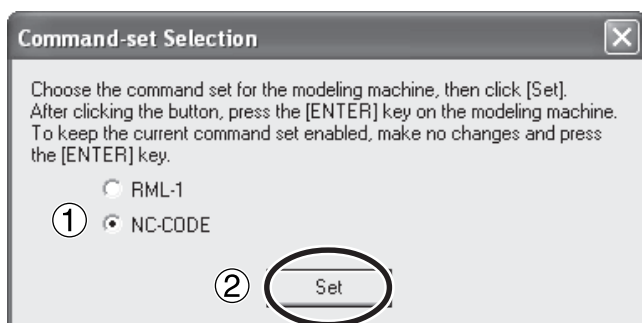 Command-set Selection
Choose the command set for the modeling machine, then click [Set].
After clicking the button, press the [ENTER] key on the modeling machine.
To keep the current command set enabled, make no changes and press
the [ENTER] key.
RML-1
① NC-CODE
② Set